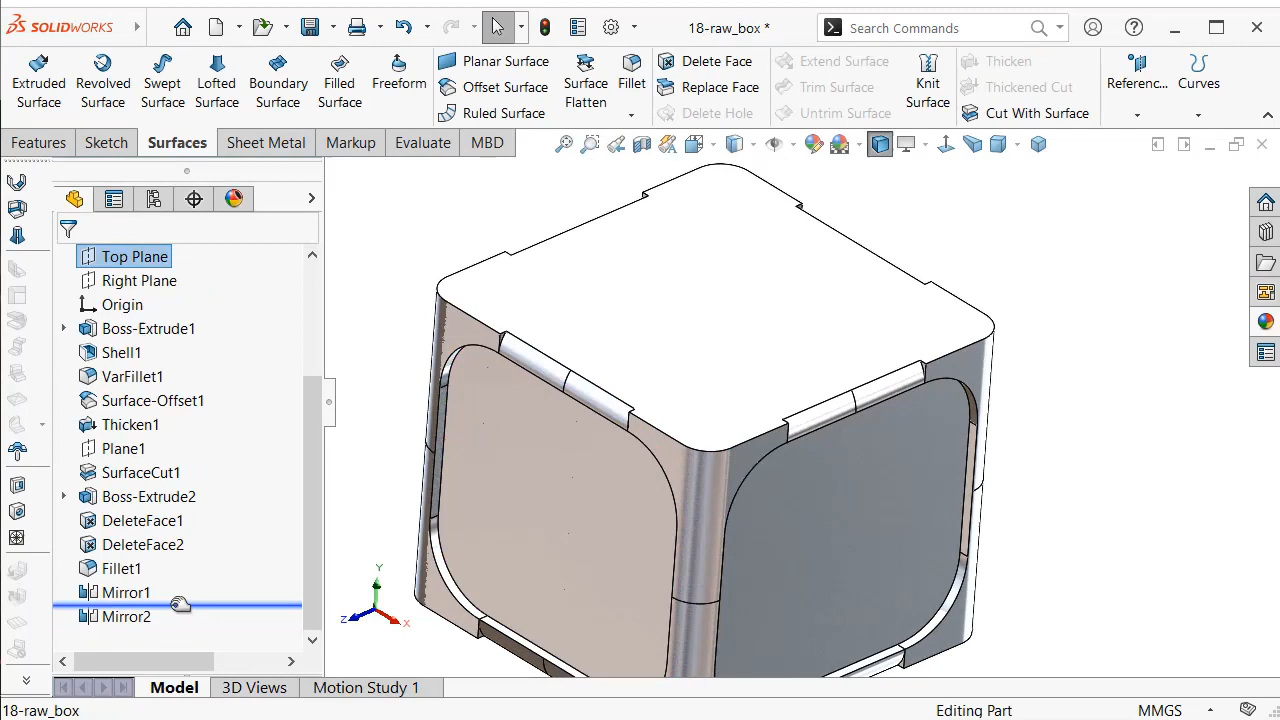 SOLIDWORKS
18-raw_box *
Search Commands
Extruded Surface
Revolved Surface
Swept Surface
Lofted Surface
Boundary Surface
Filled Surface
Freeform
Planar Surface
Offset Surface
Ruled Surface
Surface Flatten
Fillet
Delete Face
Replace Face
Delete Hole
Extend Surface
Trim Surface
Untrim Surface
Knit Surface
Thicken
Thickened Cut
Cut With Surface
Referenc...
Curves
Features
Sketch
Surfaces
Sheet Metal
Markup
Evaluate
MBD
Top Plane
Right Plane
Origin
Boss-Extrude1
Shell1
VarFillet1
Surface-Offset1
Thicken1
Plane1
SurfaceCut1
Boss-Extrude2
DeleteFace1
DeleteFace2
Fillet1
Mirror1
Mirror2
Y
Z
X
Model
3D Views
Motion Study 1
18-raw_box
Editing Part
MMGS